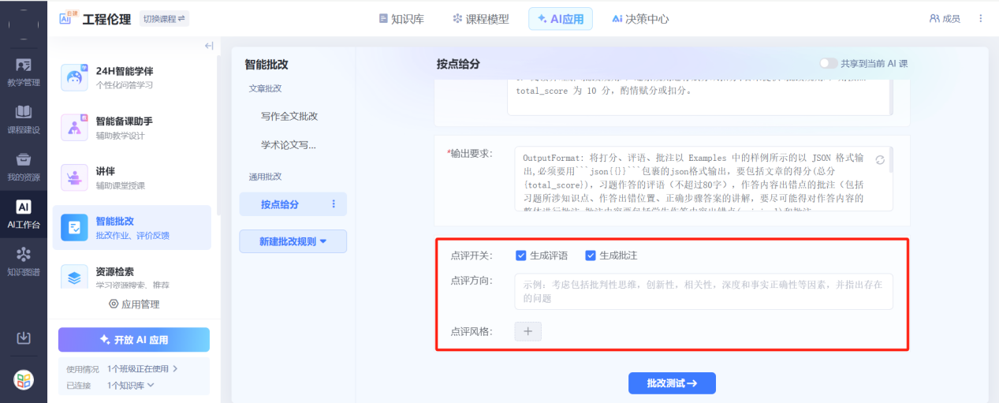 AI
工程伦理
切换课程
知识库
课程模型
AI应用
Ai 决策中心
成员
教学管理
课程建设
我的资源
AI
AI工作台
知识图谱
24H智能学伴
个性化问答学习
智能备课助手
辅助教学设计
讲伴
辅助课堂授课
智能批改
批改作业、评价反馈
资源检索
学习资源搜索、推荐
应用管理
开放 AI 应用
使用情况 1个班级正在使用
已连接 1个知识库
智能批改
文章批改
写作全文批改
学术论文写...
通用批改
按点给分
新建批改规则
按点给分
共享到当前 AI 课
total_score 为 10 分，酌情赋分或扣分。
*输出要求：
OutputFormat: 将打分、评语、批注以 Examples 中的样例所示的以 JSON 格式输
出,必须要用```json{{}}```包裹的json格式输出，要包括文章的得分(总分
{total_score})，习题作答的评语（不超过80字），作答内容出错点的批注（包括
习题所涉知识点、作答出错位置、正确步骤答案的讲解，要尽可能得对作答内容的
点评开关：
生成评语
生成批注
点评方向：
示例：考虑包括批判性思维，创新性，相关性，深度和事实正确性等因素，并指出存在
的问题
点评风格：
批改测试